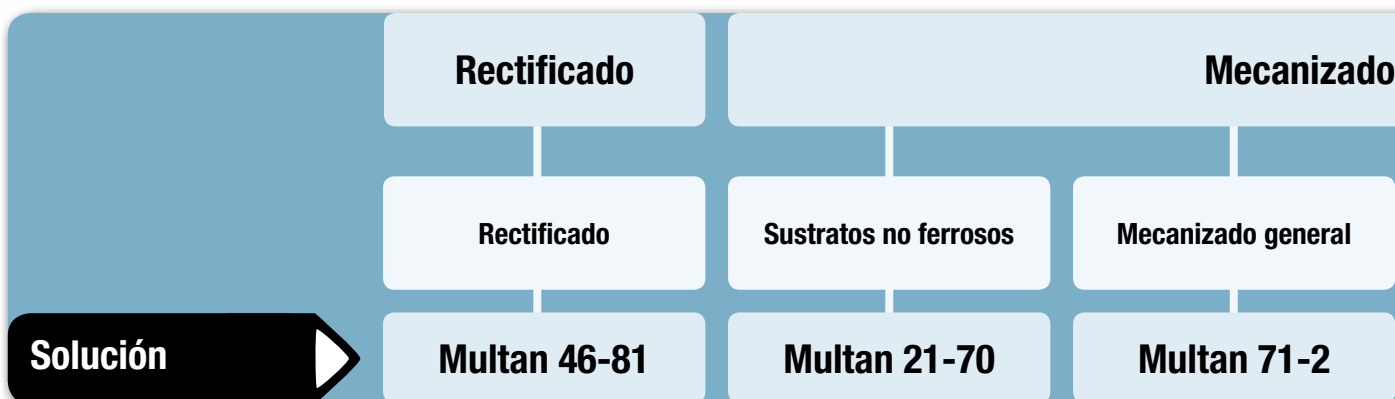 Rectificado
Mecanizado
Rectificado
Sustratos no ferrosos
Mecanizado general
Solución
Multan 46-81
Multan 21-70
Multan 71-2